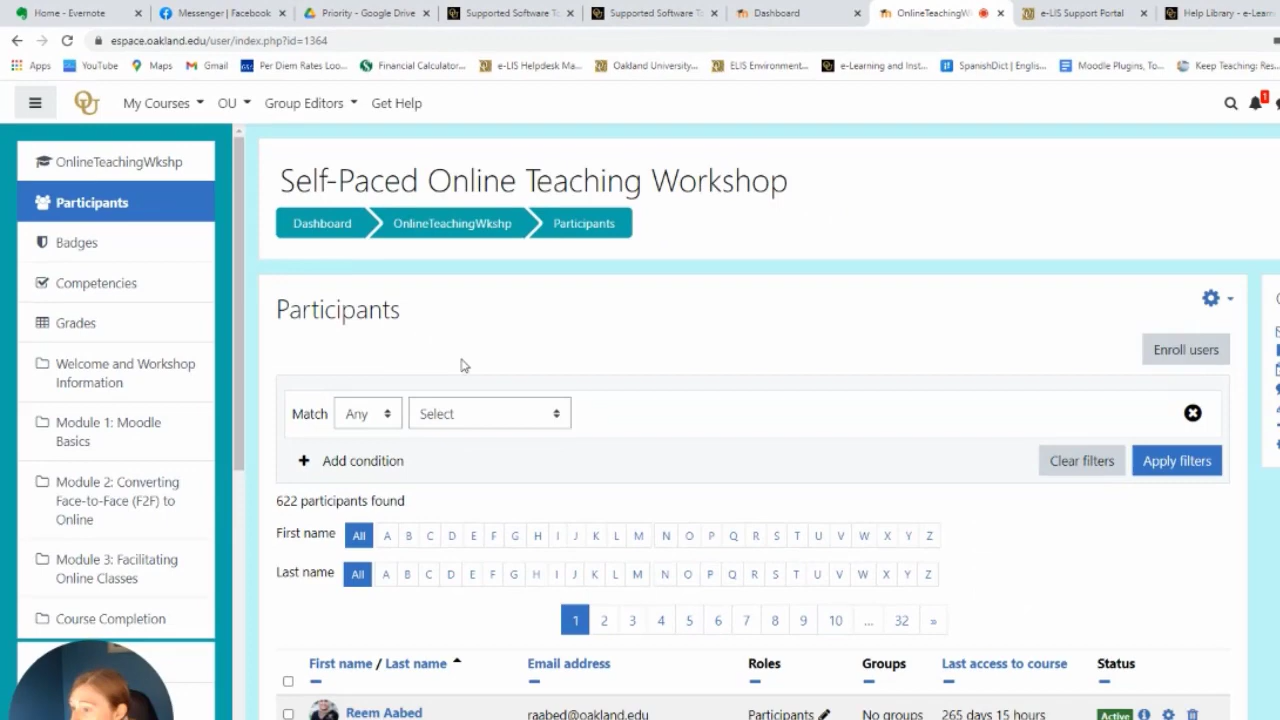 Home - Evernote
Messenger | Facebook
Priority - Google Drive
Supported Software T
Supported Software T
Dashboard
OnlineTeachingW
e-LIS Support Portal
Help Library - e-Learn
espace.oakland.edu/user/index.php?id=1364
Apps YouTube Maps Gmail Per Diem Rates Loo... Financial Calculator... e-LIS Helpdesk Ma... Oakland University,... ELIS Environment... e-Learning and Inst... SpanishDict | Englis... Moodle Plugins, To... Keep Teaching: Res...
OU My Courses OU Group Editors Get Help 1
OnlineTeachingWkshp
Participants
Badges
Competencies
Grades
Welcome and Workshop
Information
Module 1: Moodle
Basics
Module 2: Converting
Face-to-Face (F2F) to
Online
Module 3: Facilitating
Online Classes
Course Completion
Self-Paced Online Teaching Workshop
Dashboard OnlineTeachingWkshp Participants
Participants
Enroll users
Match Any Select
+ Add condition Clear filters Apply filters
622 participants found
First name All A B C D E F G H I J K L M N O P Q R S T U V W X Y Z
Last name All A B C D E F G H I J K L M N O P Q R S T U V W X Y Z
1 2 3 4 5 6 7 8 9 10 ... 32 »
First name / Last name Email address Roles Groups Last access to course Status
Reem Aabed raabed@oakland.edu Participants No groups 265 days 15 hours Active